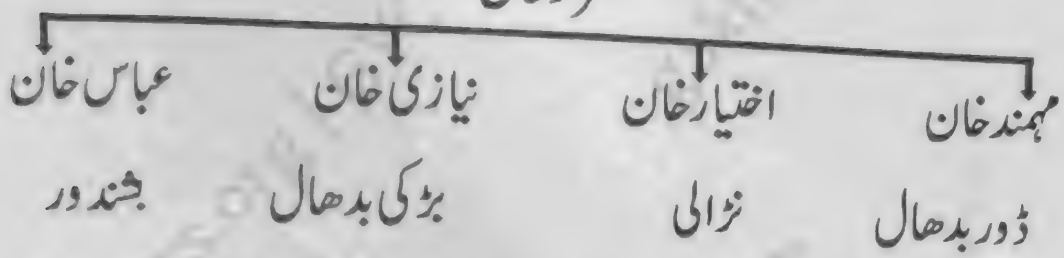 مہمند خان اختیار خان نیازی خان عباس خان
ڈور بدھال نڑالی بڑکی بدھال بشندور